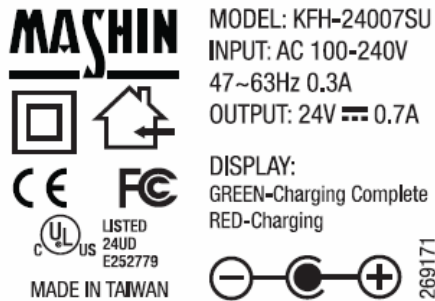 MASHIN
MODEL: KFH-24007SU
INPUT: AC 100-240V
47~63Hz 0.3A
OUTPUT: 24V ⎓ 0.7A
DISPLAY:
GREEN-Charging Complete
RED-Charging
CE FC
c UL US LISTED
24UD
E252779
MADE IN TAIWAN
269171